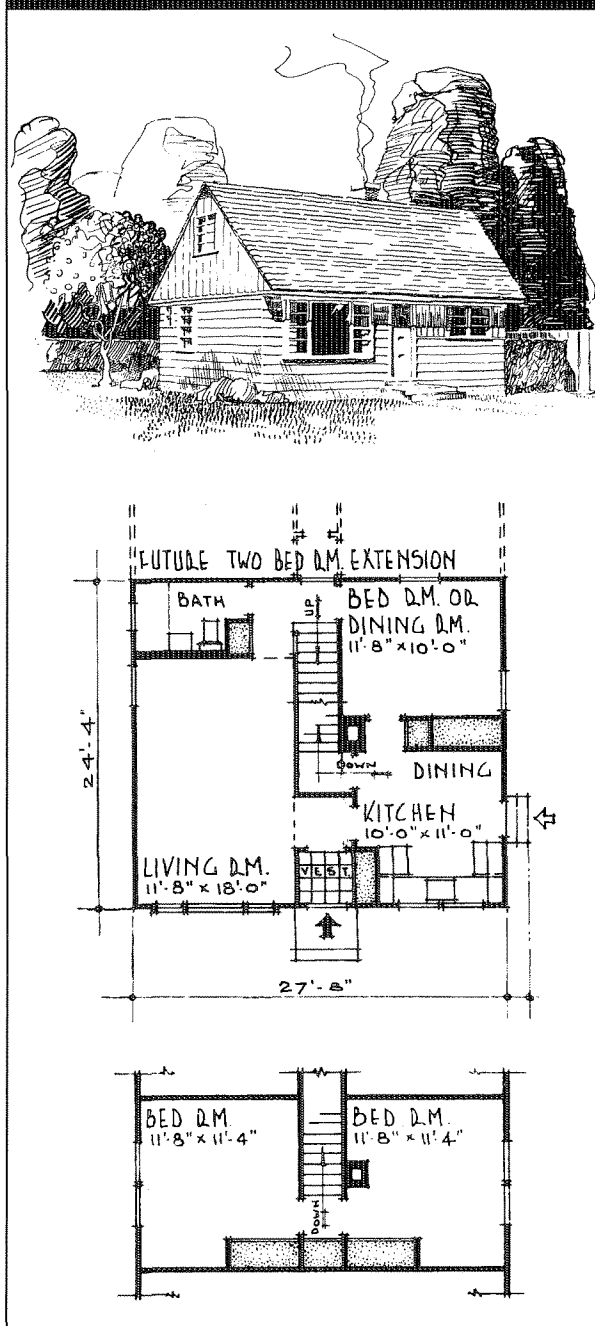 FUTURE TWO BED RM. EXTENSION
BATH
UP
BED RM. OR
DINING RM.
11'-8" x 10'-0"
24'-4"
DOWN
DINING
KITCHEN
10'-0" x 11'-0"
LIVING RM.
11'-8" x 18'-0"
VEST.
27'-8"
BED RM.
11'-8" x 11'-4"
BED RM.
11'-8" x 11'-4"
DOWN